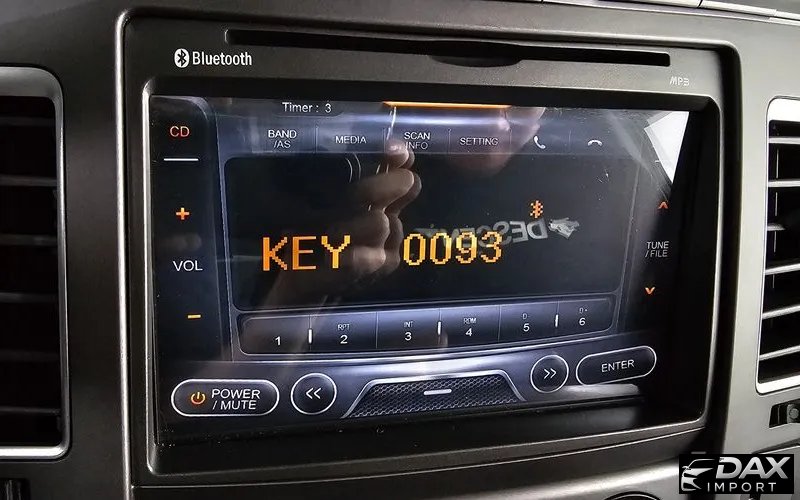 Bluetooth
MP3
Timer : 3
CD
BAND
/AS
MEDIA
SCAN
INFO
SETTING
+
VOL
−
KEY 0093
DESCENT
TUNE
/ FILE
1
RPT
2
INT
3
RDM
4
D-
5
D+
6
POWER
/ MUTE
<<
>>
ENTER
DAX
IMPORT